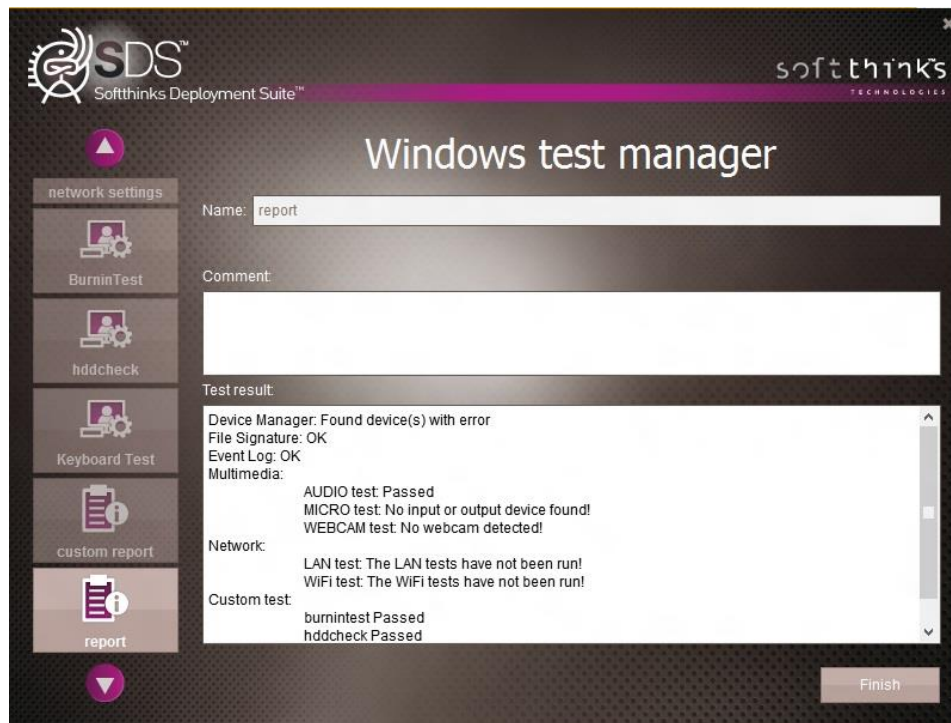 SDS™
Softthinks Deployment Suite™
softthinks
TECHNOLOGIES
Windows test manager
network settings
BurninTest
hddcheck
Keyboard Test
custom report
report
Name: report
Comment:
Test result:
Device Manager: Found device(s) with error
File Signature: OK
Event Log: OK
Multimedia:
AUDIO test: Passed
MICRO test: No input or output device found!
WEBCAM test: No webcam detected!
Network:
LAN test: The LAN tests have not been run!
WiFi test: The WiFi tests have not been run!
Custom test:
burnintest Passed
hddcheck Passed
Finish